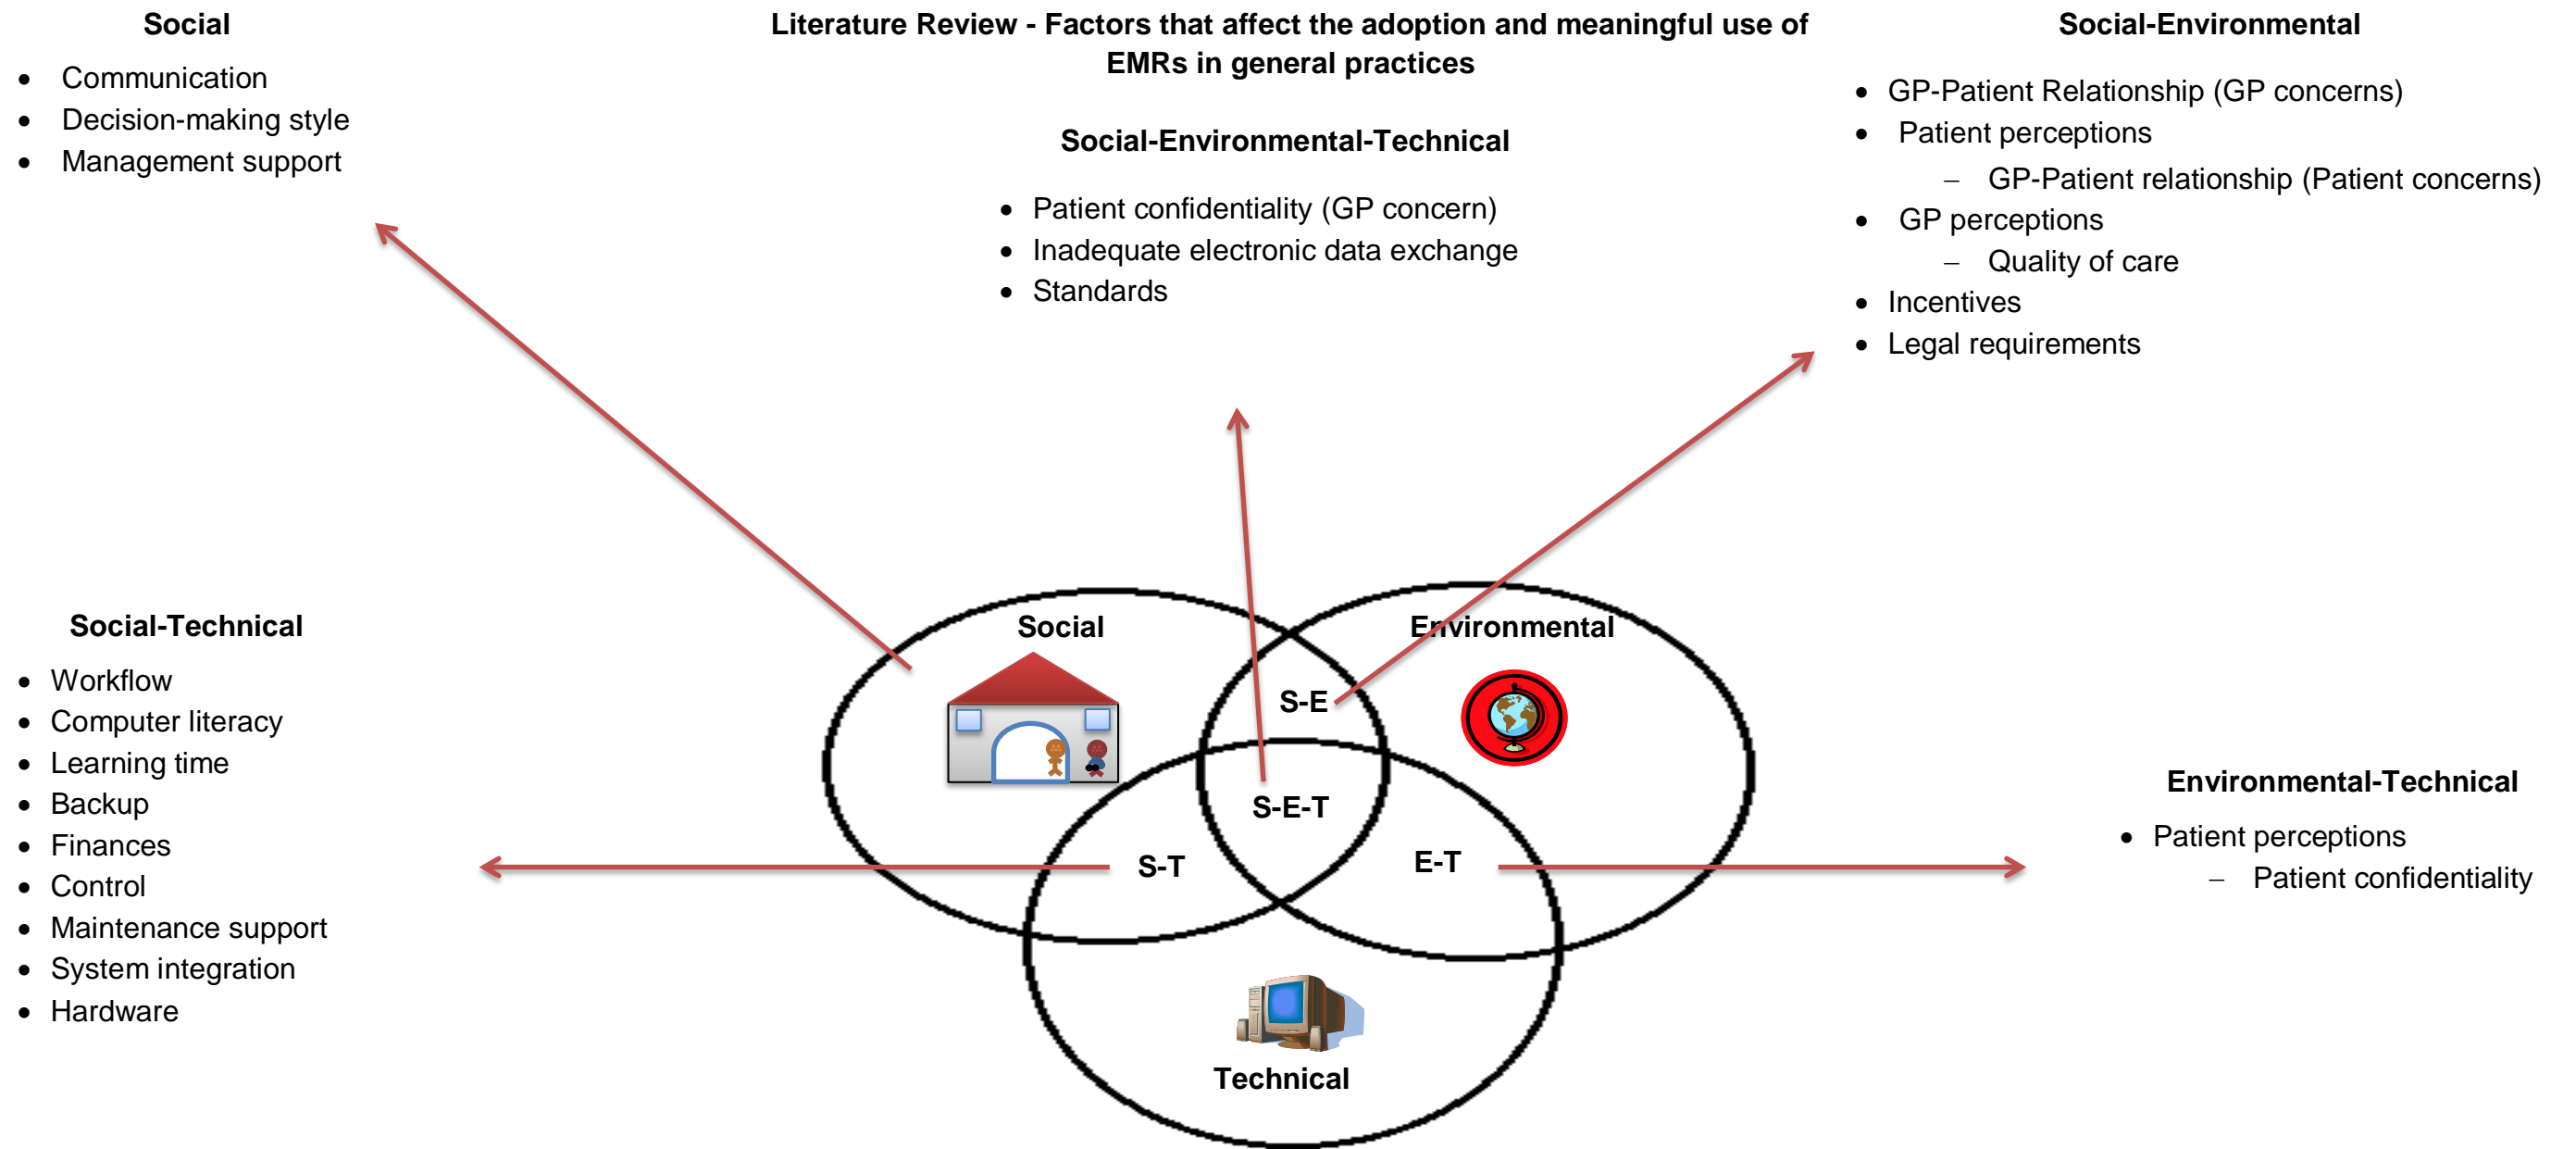 Social
• Communication
• Decision-making style
• Management support
Literature Review - Factors that affect the adoption and meaningful use of
EMRs in general practices
Social-Environmental-Technical
• Patient confidentiality (GP concern)
• Inadequate electronic data exchange
• Standards
Social-Environmental
• GP-Patient Relationship (GP concerns)
• Patient perceptions
– GP-Patient relationship (Patient concerns)
• GP perceptions
– Quality of care
• Incentives
• Legal requirements
Social-Technical
• Workflow
• Computer literacy
• Learning time
• Backup
• Finances
• Control
• Maintenance support
• System integration
• Hardware
Social
Environmental
S-E
S-E-T
S-T
E-T
Technical
Environmental-Technical
• Patient perceptions
– Patient confidentiality